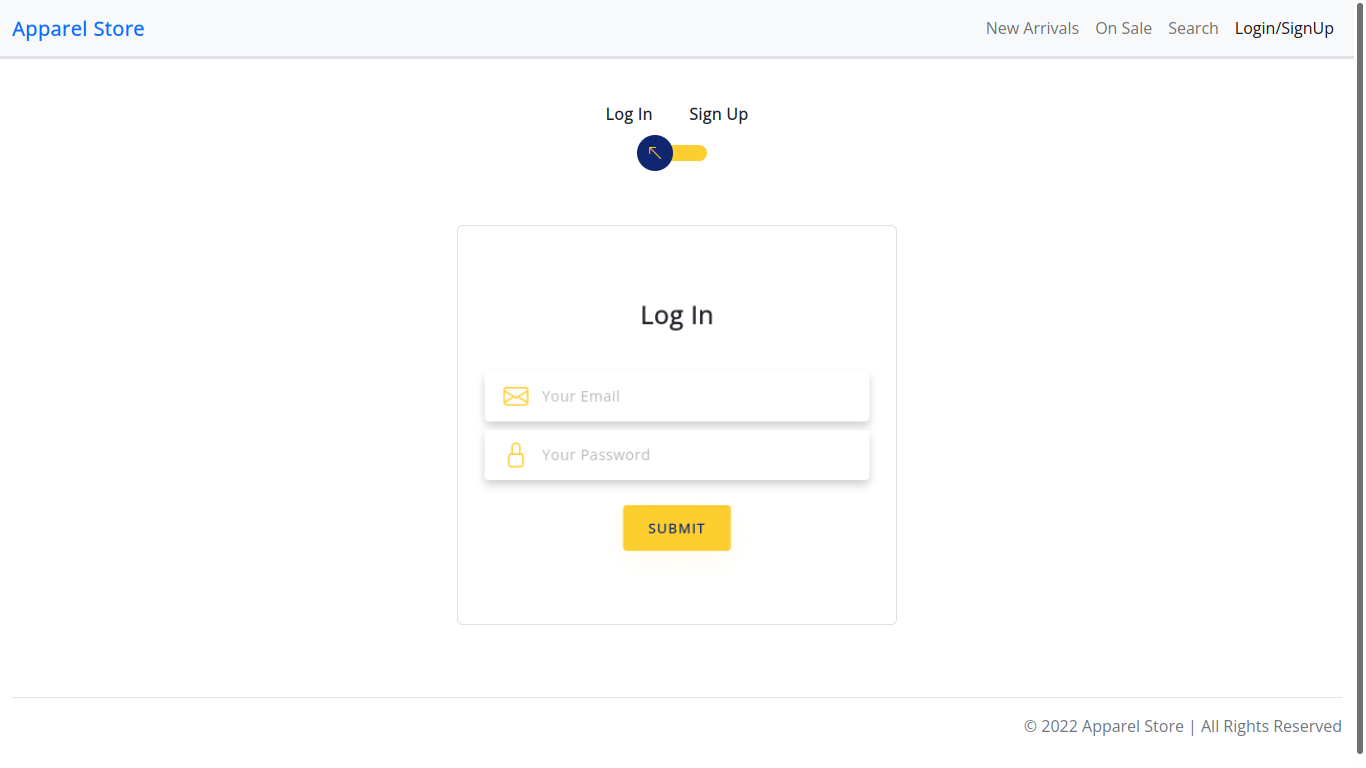 Apparel Store
New Arrivals On Sale Search Login/SignUp
Log In Sign Up
Log In
Your Email
Your Password
SUBMIT
© 2022 Apparel Store | All Rights Reserved